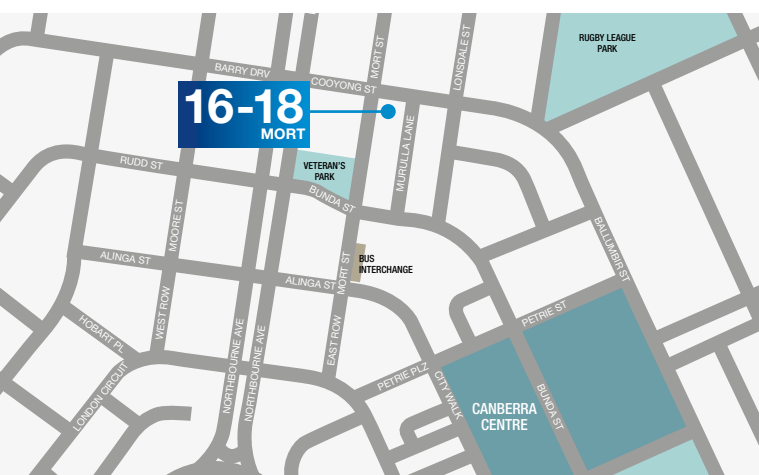 RUGBY LEAGUE
PARK
MORT ST
LONSDALE ST
BARRY DRV
COOYONG ST
16-18
MORT
MURULLA LANE
RUDD ST
VETERAN'S
PARK
BUNDA ST
MOORE ST
BALLUMBIR ST
ALINGA ST
MORT ST
BUS
INTERCHANGE
ALINGA ST
WEST ROW
PETRIE ST
HOBART PL
NORTHBOURNE AVE
NORTHBOURNE AVE
EAST ROW
LONDON CIRCUIT
PETRIE PLZ
CITY WALK
BUNDA ST
CANBERRA
CENTRE